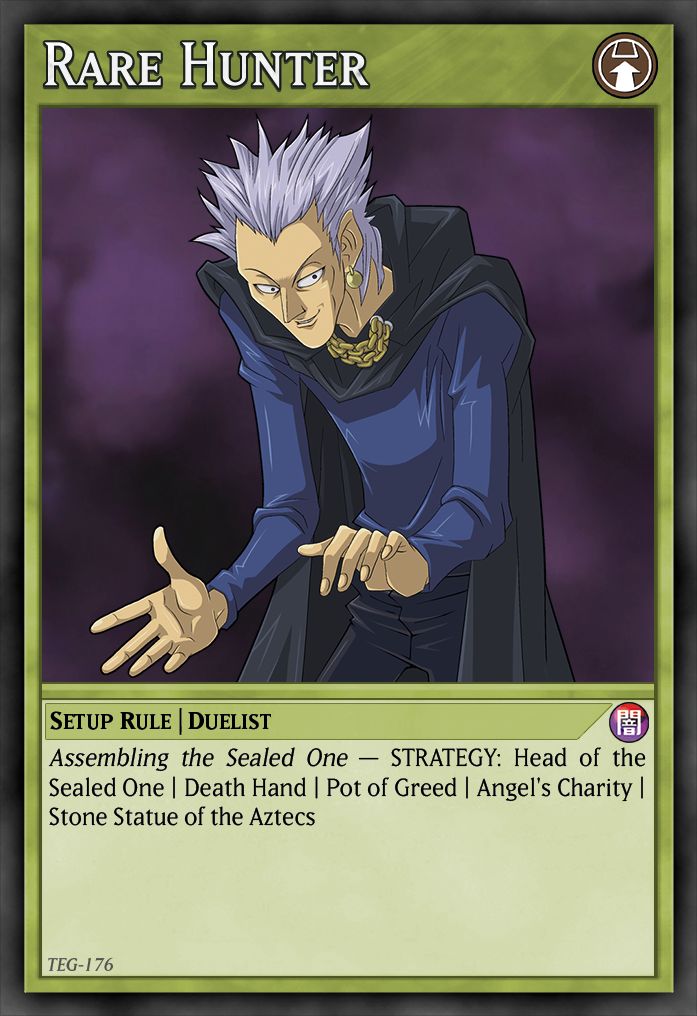 Rare Hunter
Setup Rule | Duelist
闇
Assembling the Sealed One — STRATEGY: Head of the
Sealed One | Death Hand | Pot of Greed | Angel's Charity |
Stone Statue of the Aztecs
TEG-176